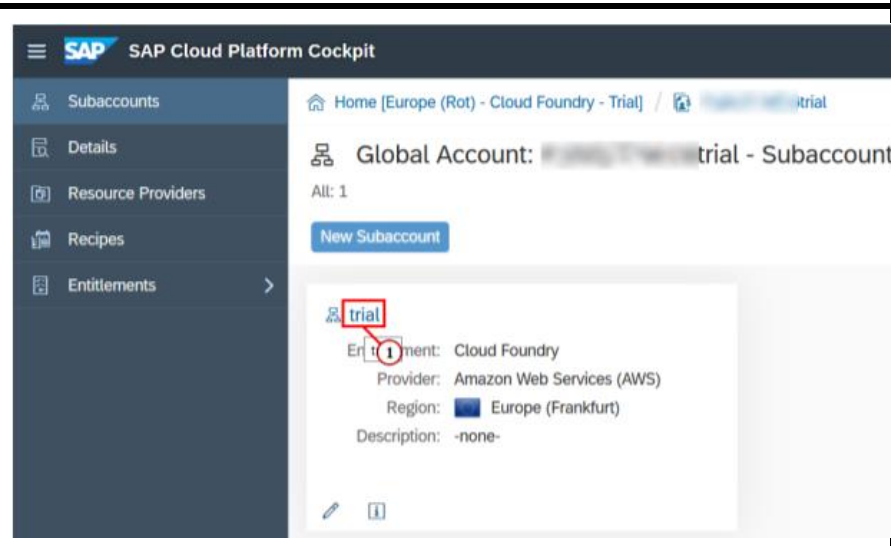 SAP SAP Cloud Platform Cockpit
Subaccounts
Details
Resource Providers
Recipes
Entitlements
Home [Europe (Rot) - Cloud Foundry - Trial] / trial
Global Account: trial - Subaccount
All: 1
New Subaccount
trial
1
Cloud Foundry
Provider: Amazon Web Services (AWS)
Region: Europe (Frankfurt)
Description: -none-